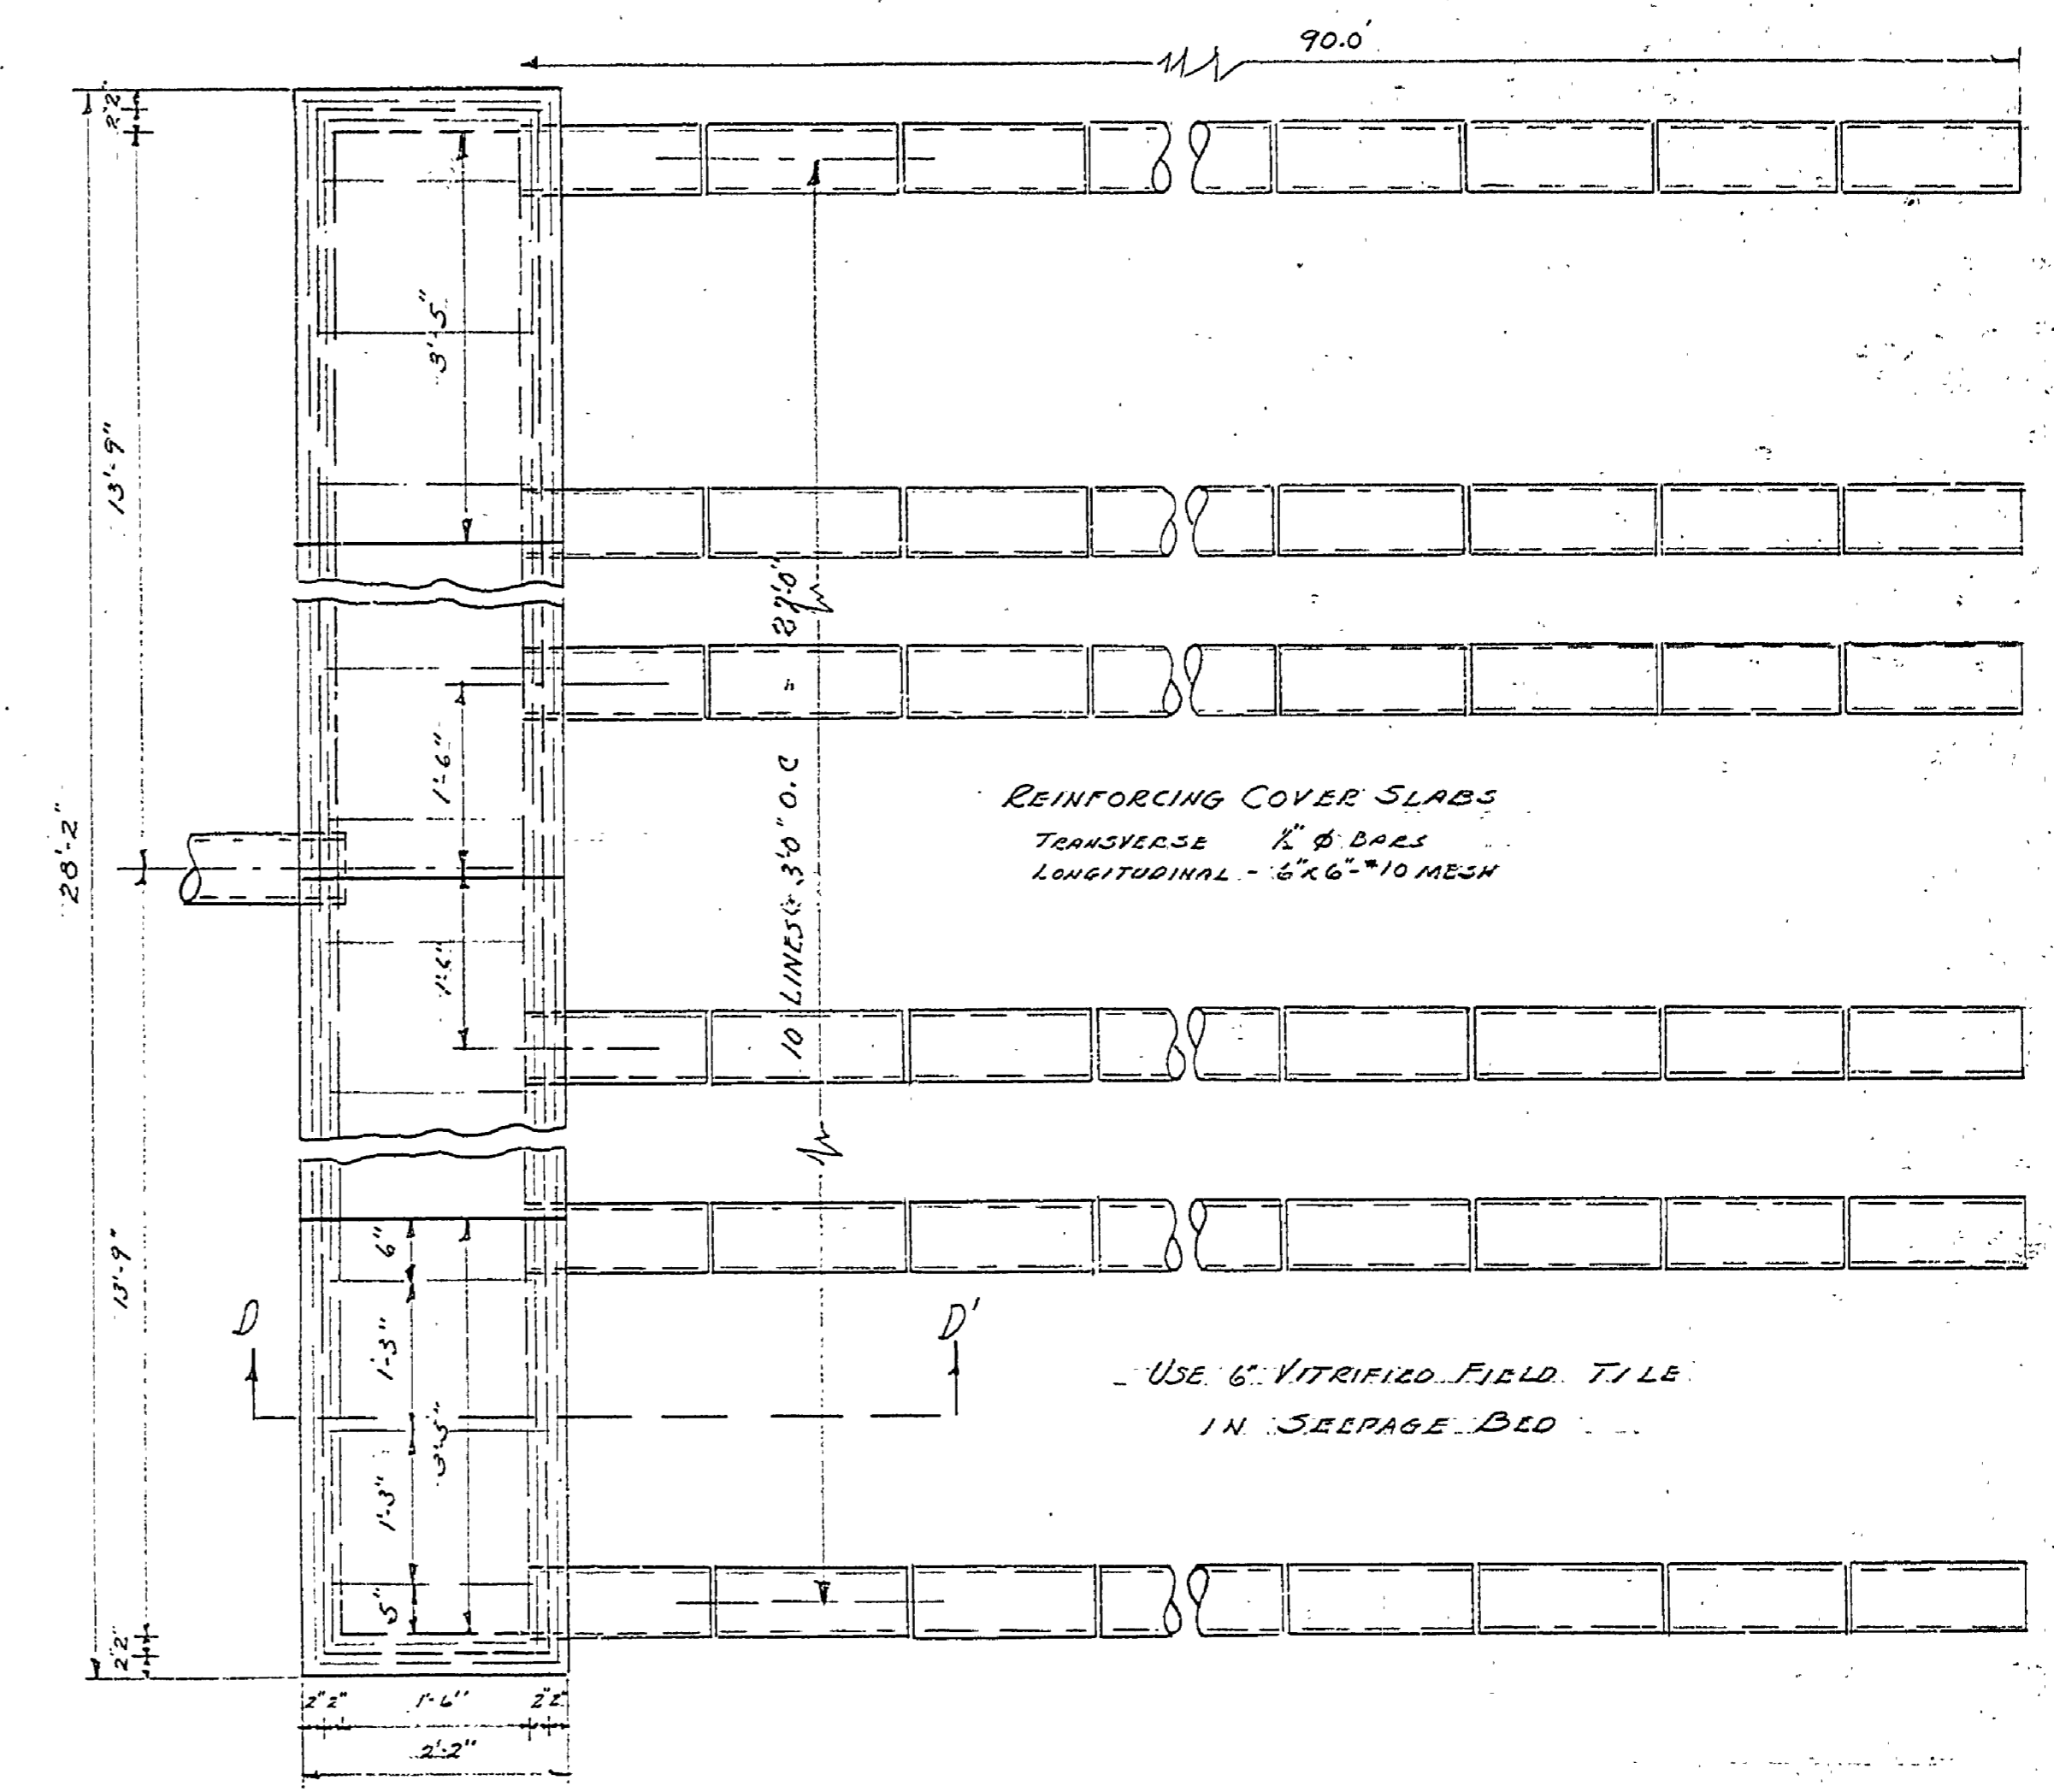 90.0'
2" 2"
3'-5"
13'-9"
27'-0"
=
10 LINES @ 3'0" O.C
1'-6"
REINFORCING COVER SLABS
TRANSVERSE ½" Ø BARS
LONGITUDINAL - 6"x6"-#10 MESH
28'-2"
1'-6"
13'-9"
6"
D
D'
1'-3"
3'-5"
USE 6" VITRIFIED FIELD TILE
IN SEEPAGE BED
1'-3"
5"
2" 2"
2" 2"
1'-6"
2" 2"
2'-2"